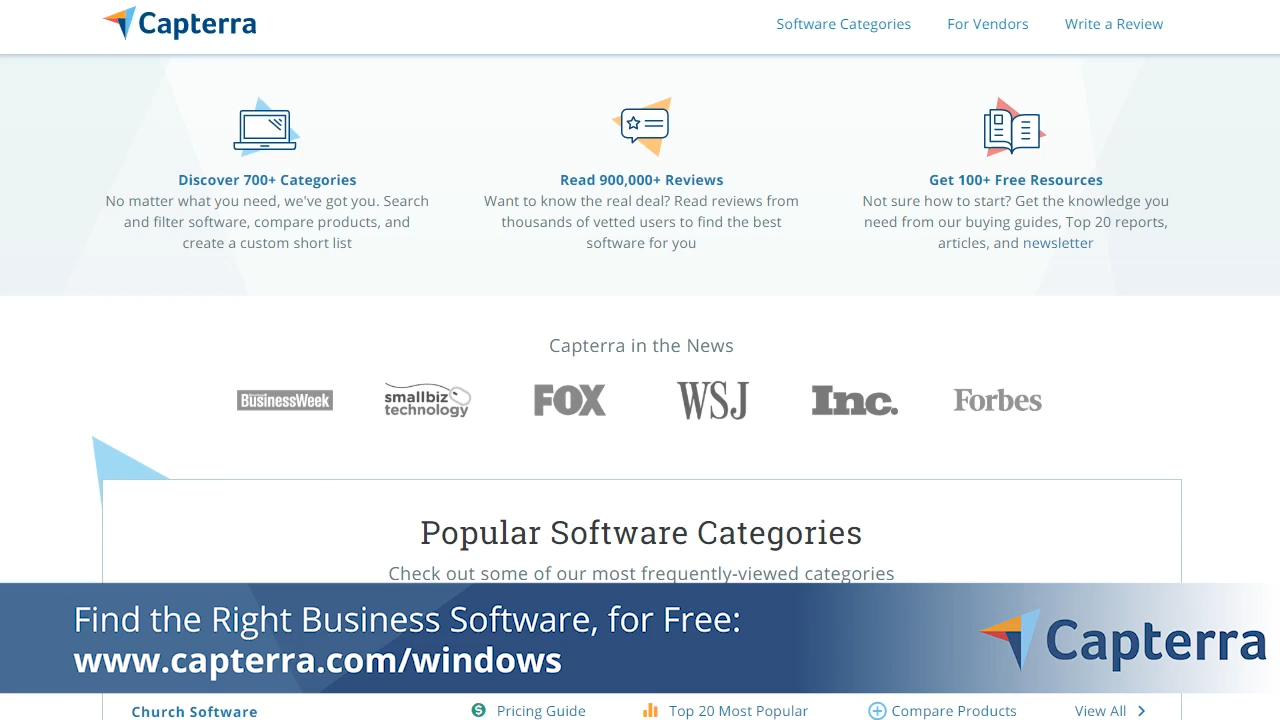 Capterra
Software Categories
For Vendors
Write a Review
Discover 700+ Categories
No matter what you need, we've got you. Search
and filter software, compare products, and
create a custom short list
Read 900,000+ Reviews
Want to know the real deal? Read reviews from
thousands of vetted users to find the best
software for you
Get 100+ Free Resources
Not sure how to start? Get the knowledge you
need from our buying guides, Top 20 reports,
articles, and newsletter
Capterra in the News
BusinessWeek
smallbiz
technology
FOX
WSJ
Inc.
Forbes
Popular Software Categories
Check out some of our most frequently-viewed categories
Find the Right Business Software, for Free:
www.capterra.com/windows
Capterra
Church Software
Pricing Guide
Top 20 Most Popular
Compare Products
View All